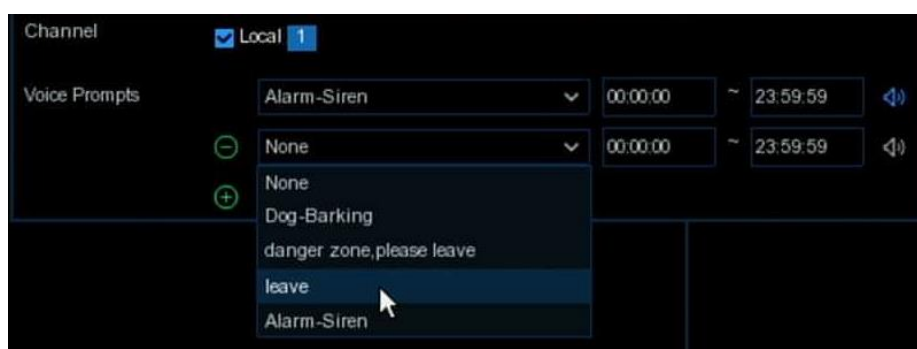 Channel Local 1
Voice Prompts Alarm-Siren 00:00:00 ~ 23:59:59
None 00:00:00 ~ 23:59:59
None
Dog-Barking
danger zone,please leave
leave
Alarm-Siren